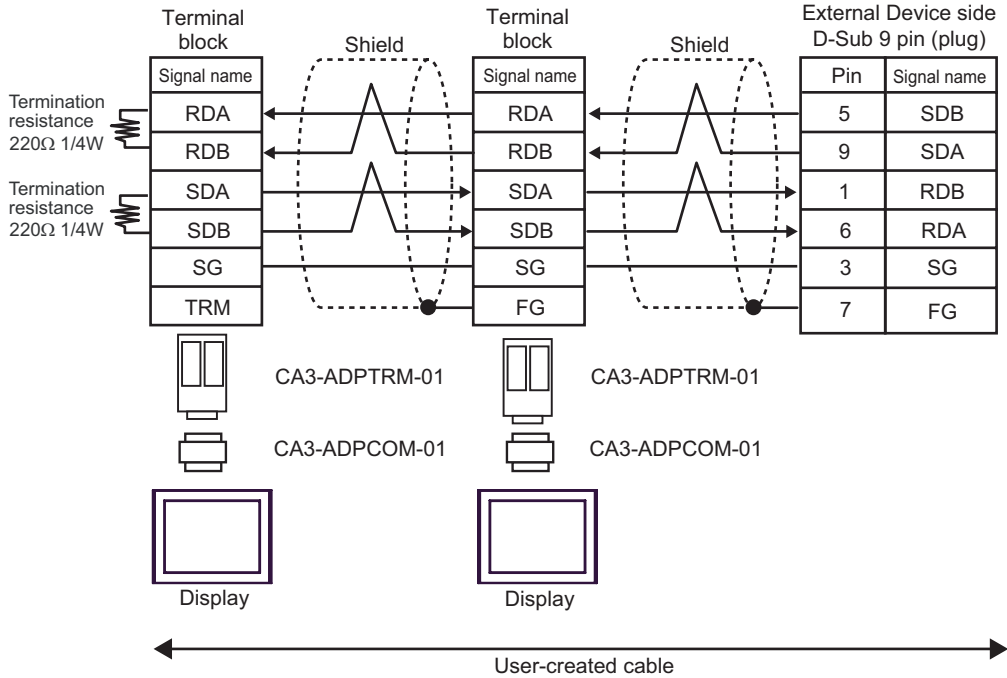 Terminal
block
Shield
Terminal
block
Shield
External Device side
D-Sub 9 pin (plug)
Termination
resistance
220Ω 1/4W
Termination
resistance
220Ω 1/4W
Signal name
RDA
RDB
SDA
SDB
SG
TRM
Signal name
RDA
RDB
SDA
SDB
SG
FG
Pin Signal name
5 SDB
9 SDA
1 RDB
6 RDA
3 SG
7 FG
CA3-ADPTRM-01
CA3-ADPTRM-01
CA3-ADPCOM-01
CA3-ADPCOM-01
Display
Display
User-created cable